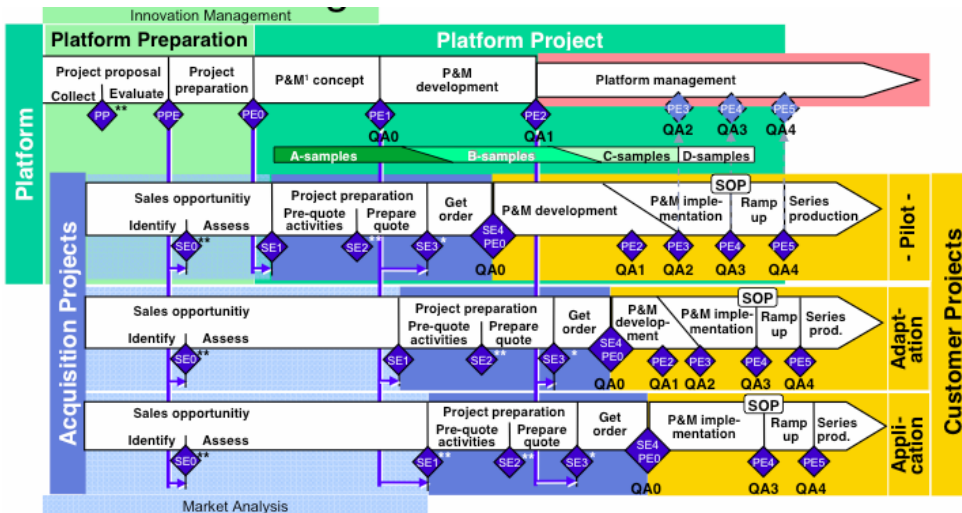 Innovation Management
Platform Preparation
Platform Project
Platform
Project proposal
Collect
Evaluate
Project
preparation
P&M¹ concept
P&M
development
Platform management
PP
**
PPE
PE0
PE1
PE2
PE3
PE4
PE5
QA0
QA1
QA2
QA3
QA4
A-samples
B-samples
C-samples
D-samples
Acquisition Projects
Customer Projects
Sales opportunitiy
Identify
Assess
Project preparation
Pre-quote
activities
Prepare
quote
Get
order
P&M development
P&M imple-
mentation
SOP
Ramp
up
Series
production
- Pilot -
SE0
**
SE1
SE2
**
SE3
*
SE4
PE0
PE2
PE3
PE4
PE5
QA0
QA1
QA2
QA3
QA4
Sales opportunitiy
Identify
Assess
Project preparation
Pre-quote
activities
Prepare
quote
Get
order
P&M
develop-
ment
P&M imple-
mentation
SOP
Ramp
up
Series
prod.
Adapt-
ation
SE0
**
SE1
SE2
**
SE3
*
SE4
PE0
PE2
PE3
PE4
PE5
QA0
QA1
QA2
QA3
QA4
Sales opportunitiy
Identify
Assess
Project preparation
Pre-quote
activities
Prepare
quote
Get
order
P&M imple-
mentation
SOP
Ramp
up
Series
prod.
Appli-
cation
SE0
**
SE1
**
SE2
**
SE3
*
SE4
PE0
PE4
PE5
QA0
QA3
QA4
Market Analysis